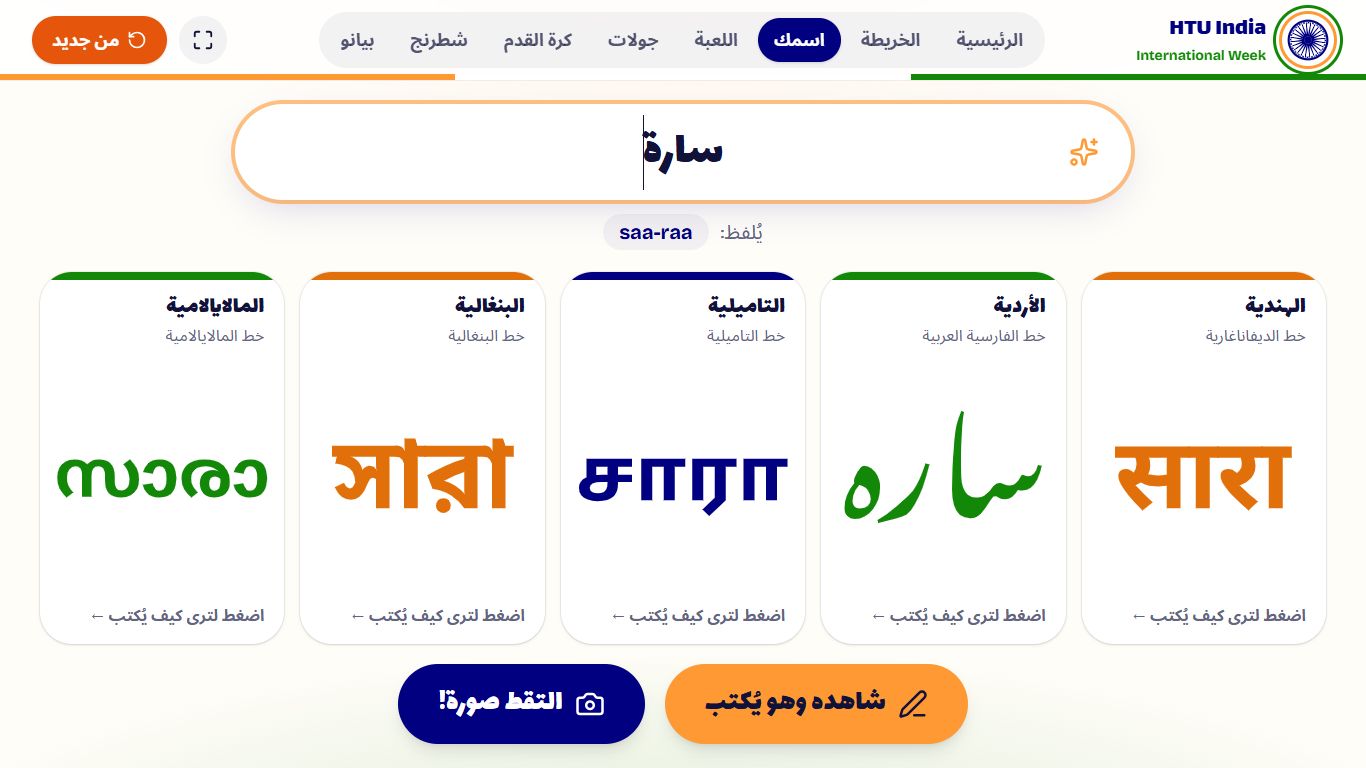 HTU India
International Week
الرئيسية
الخريطة
اسمك
اللعبة
جولات
كرة القدم
شطرنج
بيانو
من جديد
سارة
يُلفظ: saa-raa
الهندية
خط الديفاناغارية
सारा
اضغط لترى كيف يُكتب ←
الأردية
خط الفارسية العربية
سارہ
اضغط لترى كيف يُكتب ←
التاميلية
خط التاميلية
சாரா
اضغط لترى كيف يُكتب ←
البنغالية
خط البنغالية
সারা
اضغط لترى كيف يُكتب ←
المالايالامية
خط المالايالامية
സാരാ
اضغط لترى كيف يُكتب ←
شاهده وهو يُكتب
التقط صورة!